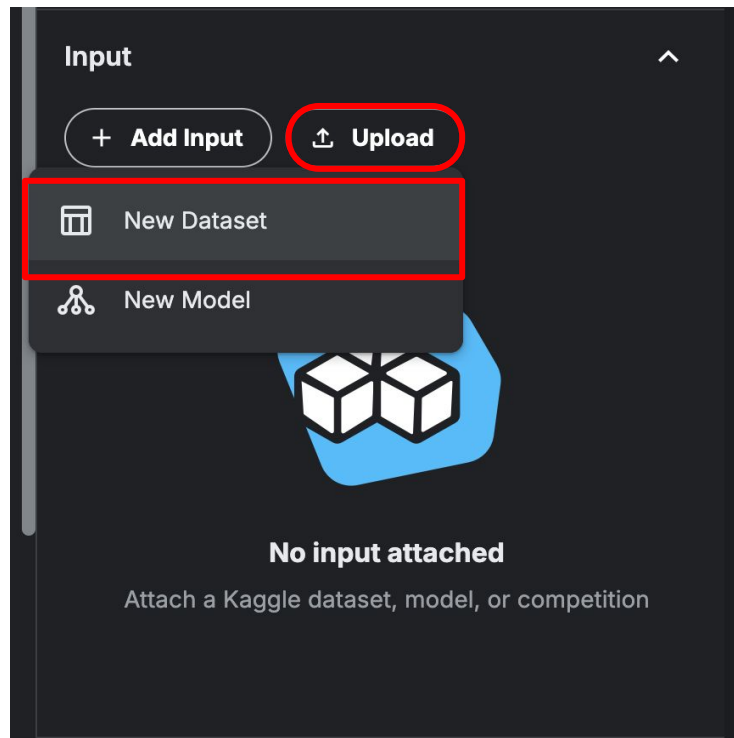 Input
+ Add Input Upload
New Dataset
New Model
No input attached
Attach a Kaggle dataset, model, or competition